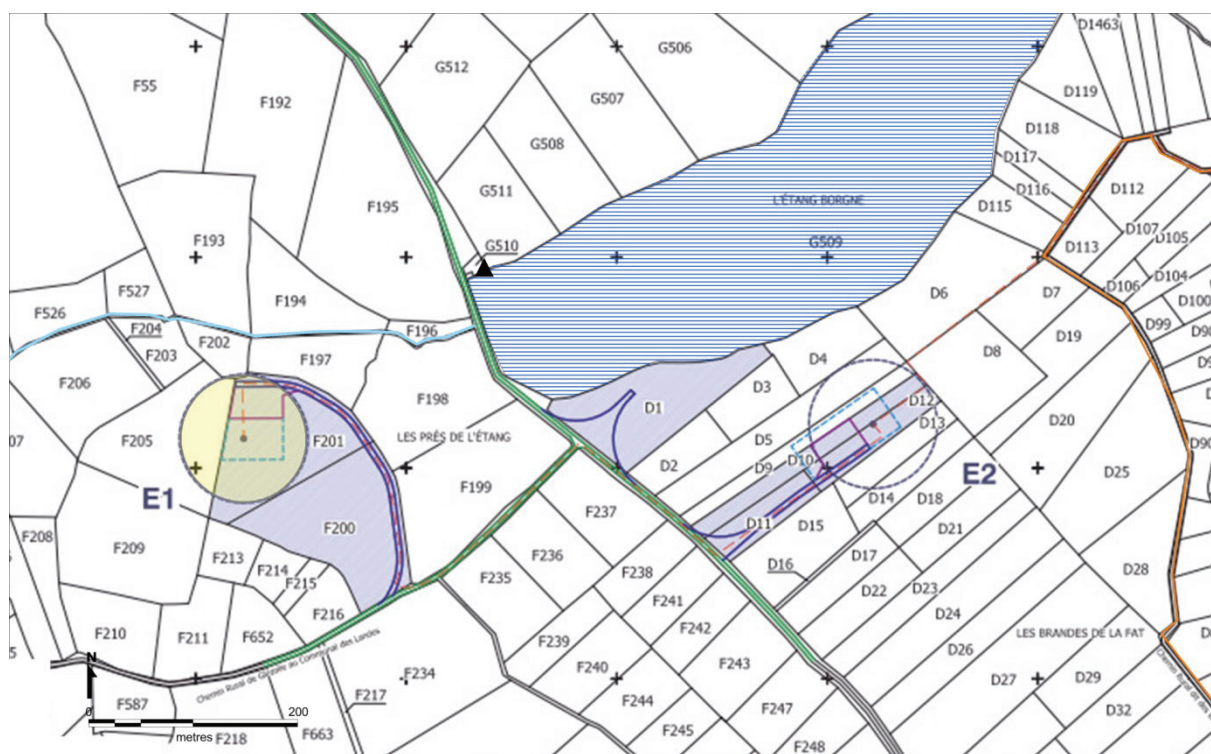 D1463
G506
F55
G512
D119
G507
F192
D118
G508
D117
D116
D112
G511
L'ÉTANG BORGNE
D115
F195
D107
F193
G510
G509
D113
D105
D104
F527
D106
D100
F194
D6
D7
F526
F204
F196
D99
F202
D19
F203
F197
D4
D8
F206
D3
F198
D12
D1
D20
F205
F201
LES PRÉS DE L'ÉTANG
D5
D13
D2
D9
D10
E2
D25
E1
F199
D14
D18
F237
F200
D11
D15
D21
F208
F209
F213
F236
F214
D16
D17
F235
F238
D28
F215
D22
D23
F241
F216
D24
F210
F211
F652
F242
LES BRANDES DE LA FAT
F239
D26
F243
N
F240
F234
D27
D29
F587
F217
F244
F247
D32
0
200
metres
F218
F663
F245
F248